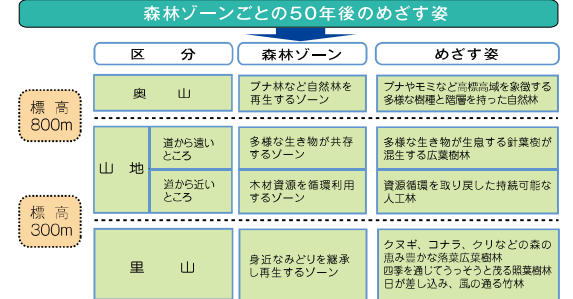 森林ゾーンごとの50年後のめざす姿
区 分
森林ゾーン
めざす姿
標高
800m
奥 山
ブナ林など自然林を
再生するゾーン
ブナやモミなど高標高域を象徴する
多様な樹種と階層を持った自然林
山 地
道から遠い
ところ
多様な生き物が共存
するゾーン
多様な生き物が生息する針葉樹が
混生する広葉樹林
道から近い
ところ
木材資源を循環利用
するゾーン
資源循環を取り戻した持続可能な
人工林
標高
300m
里 山
身近なみどりを継承
し再生するゾーン
クヌギ、コナラ、クリなどの森の
恵み豊かな落葉広葉樹林
四季を通じてうっそうと茂る照葉樹林
日が差し込み、風の通る竹林